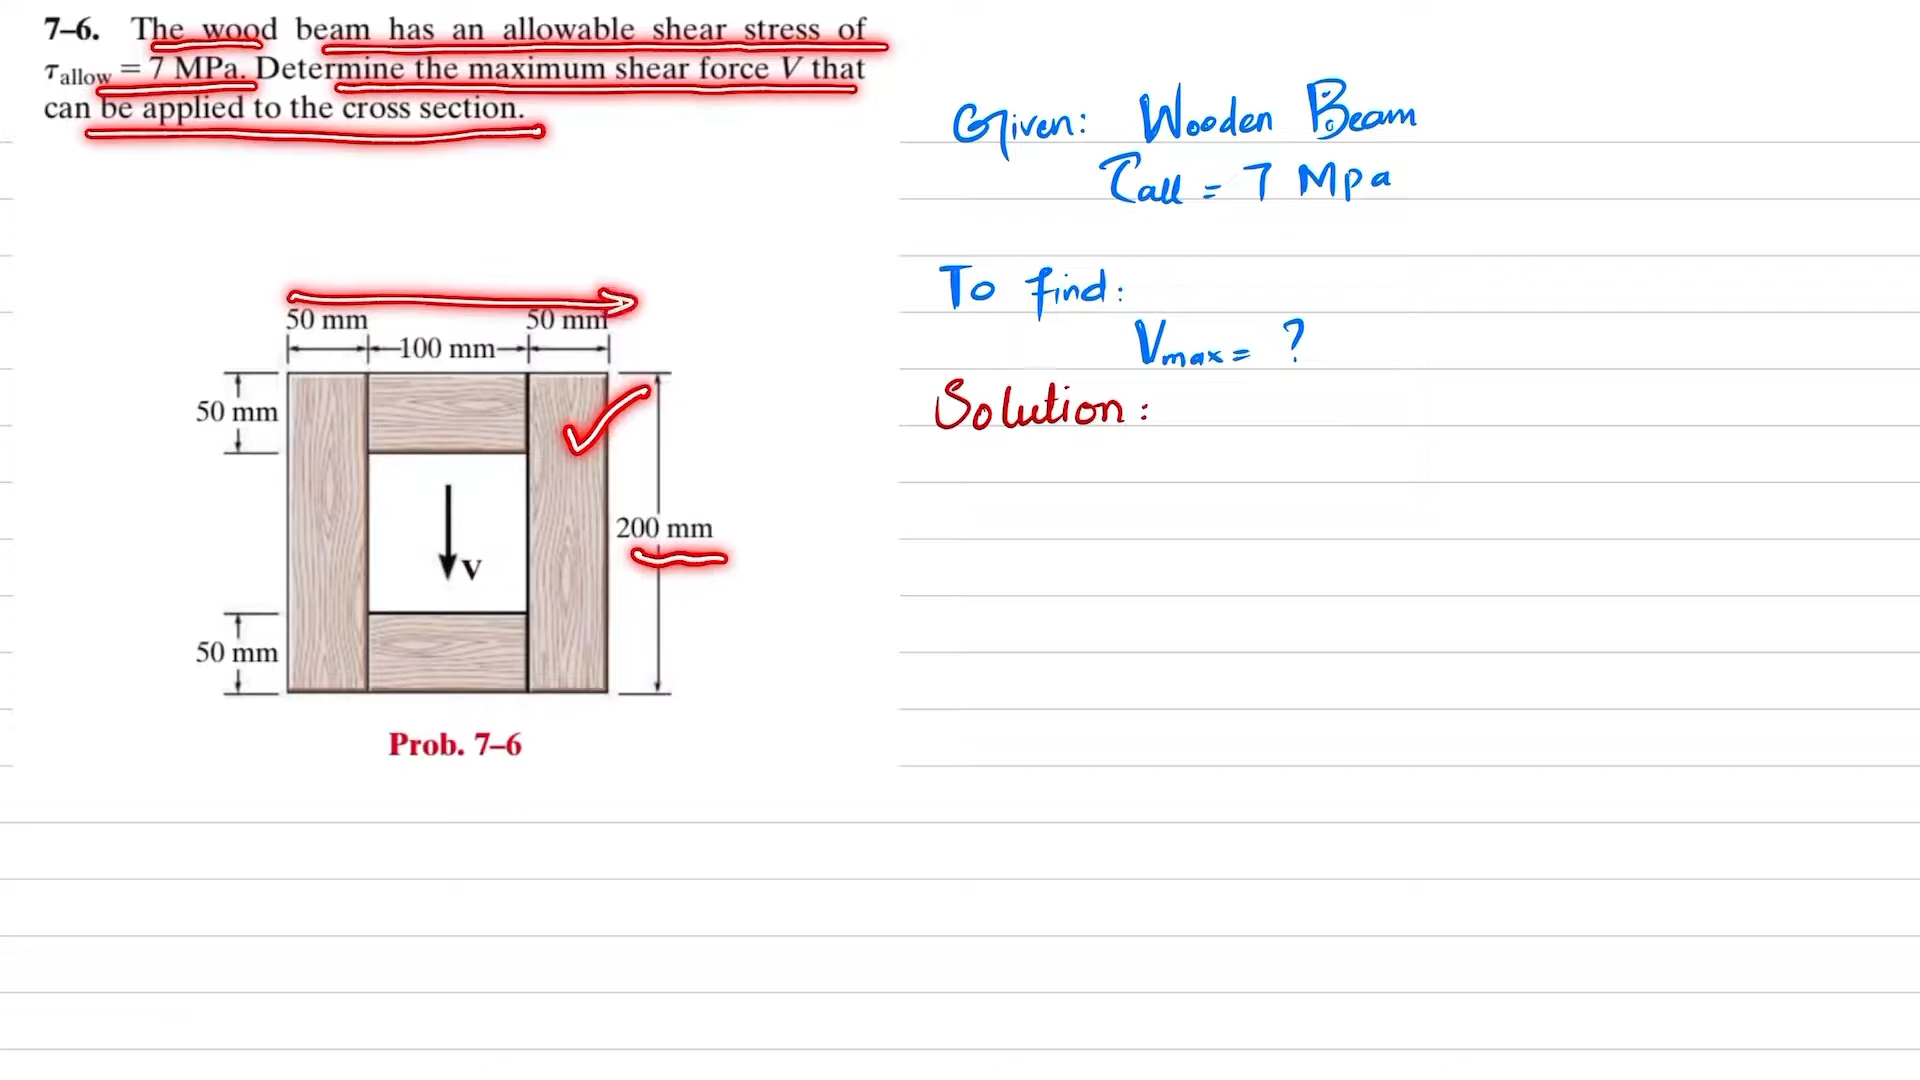 7–6. The wood beam has an allowable shear stress of
τallow = 7 MPa. Determine the maximum shear force V that
can be applied to the cross section.
Given: Wooden Beam
τall = 7 Mpa
To find:
Vmax = ?
Solution:
50 mm
50 mm
100 mm
50 mm
200 mm
V
50 mm
Prob. 7–6